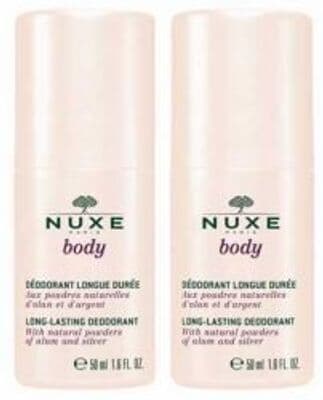 NUXE
PARIS
body
DÉODORANT LONGUE DURÉE
Aux poudres naturelles
d'alun et d'argent
LONG-LASTING DEODORANT
With natural powders
of alum and silver
℮ 50 ml 1.6 FL. OZ.
NUXE
PARIS
body
DÉODORANT LONGUE DURÉE
Aux poudres naturelles
d'alun et d'argent
LONG-LASTING DEODORANT
With natural powders
of alum and silver
℮ 50 ml 1.6 FL. OZ.